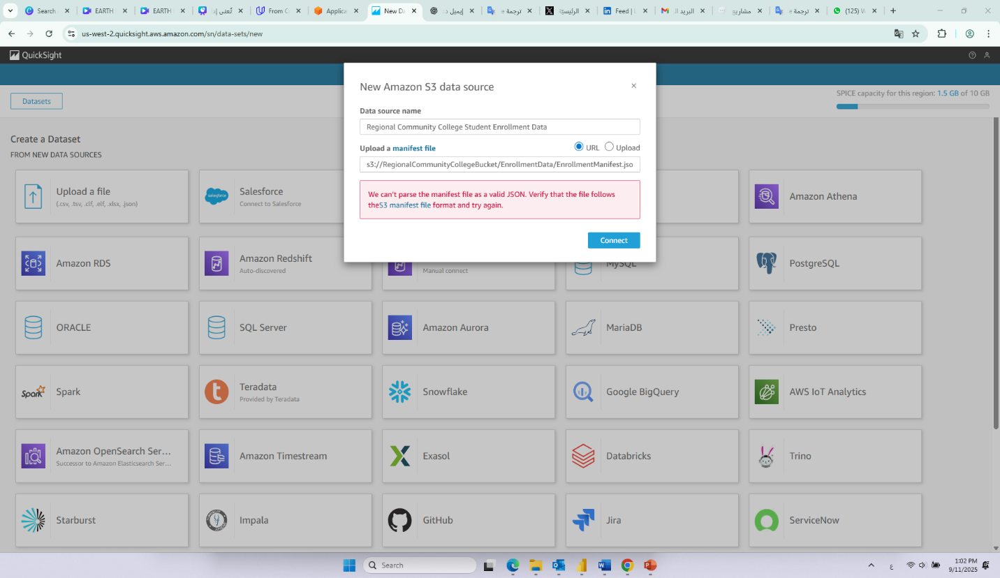 Search
EARTH
EARTH
تُعنى إدا
From C
Applica
New Da
إيميل دع
ترجمة e
الرئيسيّة
Feed | L
البريد ال
مشاريع
ترجمة e
(125) W
us-west-2.quicksight.aws.amazon.com/sn/data-sets/new
QuickSight
Datasets
SPICE capacity for this region: 1.5 GB of 10 GB
New Amazon S3 data source
Data source name
Regional Community College Student Enrollment Data
Upload a manifest file
URL
Upload
s3://RegionalCommunityCollegeBucket/EnrollmentData/EnrollmentManifest.jso
We can't parse the manifest file as a valid JSON. Verify that the file follows
theS3 manifest file format and try again.
Connect
Create a Dataset
FROM NEW DATA SOURCES
Upload a file
(.csv, .tsv, .clf, .elf, .xlsx, .json)
salesforce
Salesforce
Connect to Salesforce
Amazon Athena
Amazon RDS
Amazon Redshift
Auto-discovered
Manual connect
MySQL
PostgreSQL
ORACLE
SQL Server
Amazon Aurora
MariaDB
Presto
Spark
Spark
Teradata
Provided by Teradata
Snowflake
Google BigQuery
AWS IoT Analytics
Amazon OpenSearch Ser...
Successor to Amazon Elasticsearch Ser...
Amazon Timestream
Exasol
Databricks
Trino
Starburst
Impala
GitHub
Jira
ServiceNow
Search
ع
1:02 PM
9/11/2025